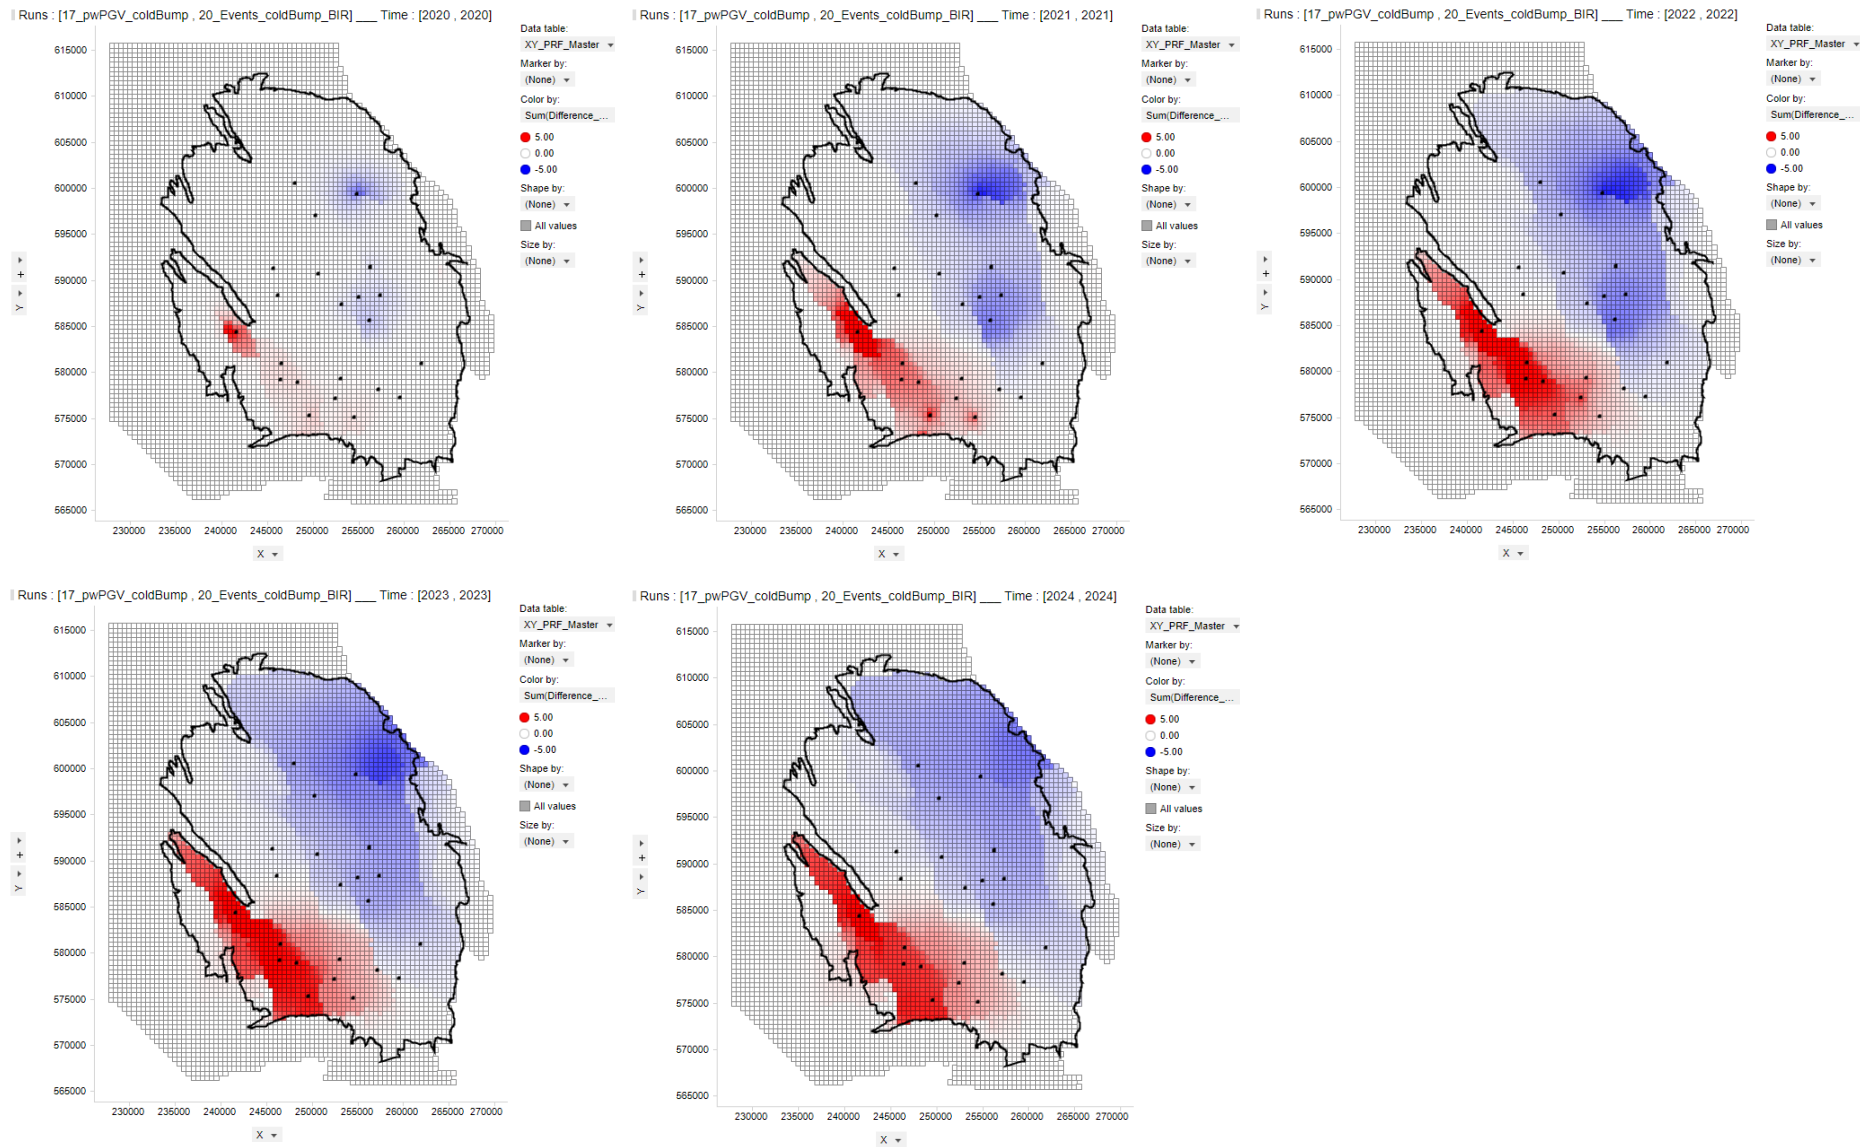 Runs : [17_pwPGV_coldBump , 20_Events_coldBump_BIR] ___ Time : [2020 , 2020]
Data table:
XY_PRF_Master
Marker by:
(None)
Color by:
Sum(Difference_...
5.00
0.00
-5.00
Shape by:
(None)
All values
Size by:
(None)
615000
610000
605000
600000
595000
590000
585000
580000
575000
570000
565000
+
Y
230000 235000 240000 245000 250000 255000 260000 265000 270000
X
Runs : [17_pwPGV_coldBump , 20_Events_coldBump_BIR] ___ Time : [2021 , 2021]
Data table:
XY_PRF_Master
Marker by:
(None)
Color by:
Sum(Difference_...
5.00
0.00
-5.00
Shape by:
(None)
All values
Size by:
(None)
615000
610000
605000
600000
595000
590000
585000
580000
575000
570000
565000
+
Y
230000 235000 240000 245000 250000 255000 260000 265000 270000
X
Runs : [17_pwPGV_coldBump , 20_Events_coldBump_BIR] ___ Time : [2022 , 2022]
Data table:
XY_PRF_Master
Marker by:
(None)
Color by:
Sum(Difference_...
5.00
0.00
-5.00
Shape by:
(None)
All values
Size by:
(None)
615000
610000
605000
600000
595000
590000
585000
580000
575000
570000
565000
+
Y
230000 235000 240000 245000 250000 255000 260000 265000 270000
X
Runs : [17_pwPGV_coldBump , 20_Events_coldBump_BIR] ___ Time : [2023 , 2023]
Data table:
XY_PRF_Master
Marker by:
(None)
Color by:
Sum(Difference_...
5.00
0.00
-5.00
Shape by:
(None)
All values
Size by:
(None)
615000
610000
605000
600000
595000
590000
585000
580000
575000
570000
565000
+
Y
230000 235000 240000 245000 250000 255000 260000 265000 270000
X
Runs : [17_pwPGV_coldBump , 20_Events_coldBump_BIR] ___ Time : [2024 , 2024]
Data table:
XY_PRF_Master
Marker by:
(None)
Color by:
Sum(Difference_...
5.00
0.00
-5.00
Shape by:
(None)
All values
Size by:
(None)
615000
610000
605000
600000
595000
590000
585000
580000
575000
570000
565000
+
Y
230000 235000 240000 245000 250000 255000 260000 265000 270000
X